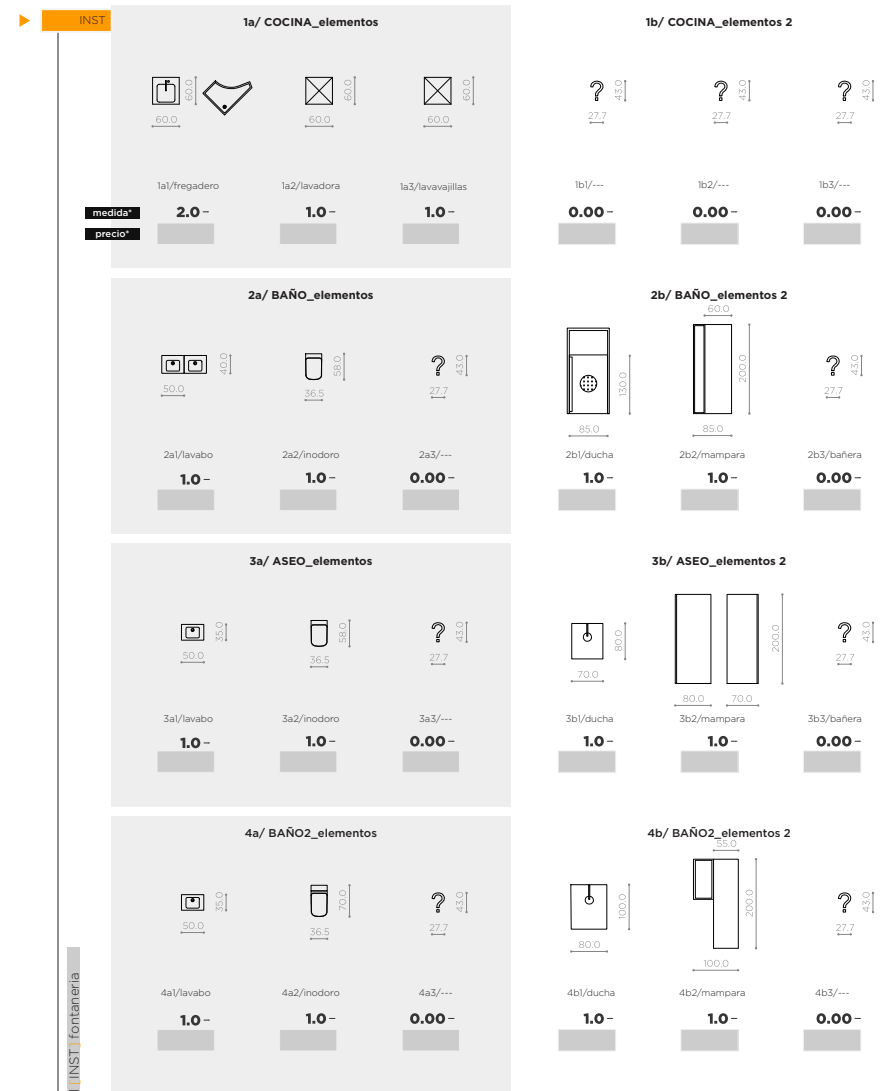 INST
1a/ COCINA_elementos
1b/ COCINA_elementos 2
60.0 60.0 60.0 43.0 43.0 43.0
60.0 60.0 60.0 27.7 27.7 27.7
1a1/fregadero 1a2/lavadora 1a3/lavavajillas 1b1/--- 1b2/--- 1b3/---
medida* 2.0 – 1.0 – 1.0 – 0.00 – 0.00 – 0.00 –
precio*
2a/ BAÑO_elementos
2b/ BAÑO_elementos 2
60.0
40.0 58.0 43.0 130.0 200.0 43.0
50.0 36.5 27.7 85.0 85.0 27.7
2a1/lavabo 2a2/inodoro 2a3/--- 2b1/ducha 2b2/mampara 2b3/bañera
1.0 – 1.0 – 0.00 – 1.0 – 1.0 – 0.00 –
3a/ ASEO_elementos
3b/ ASEO_elementos 2
35.0 58.0 43.0 80.0 200.0 43.0
50.0 36.5 27.7 70.0 80.0 70.0 27.7
3a1/lavabo 3a2/inodoro 3a3/--- 3b1/ducha 3b2/mampara 3b3/bañera
1.0 – 1.0 – 0.00 – 1.0 – 1.0 – 0.00 –
4a/ BAÑO2_elementos
4b/ BAÑO2_elementos 2
55.0
35.0 70.0 43.0 100.0 200.0 43.0
50.0 36.5 27.7 80.0 100.0 27.7
4a1/lavabo 4a2/inodoro 4a3/--- 4b1/ducha 4b2/mampara 4b3/---
1.0 – 1.0 – 0.00 – 1.0 – 1.0 – 0.00 –
[INST] fontaneria